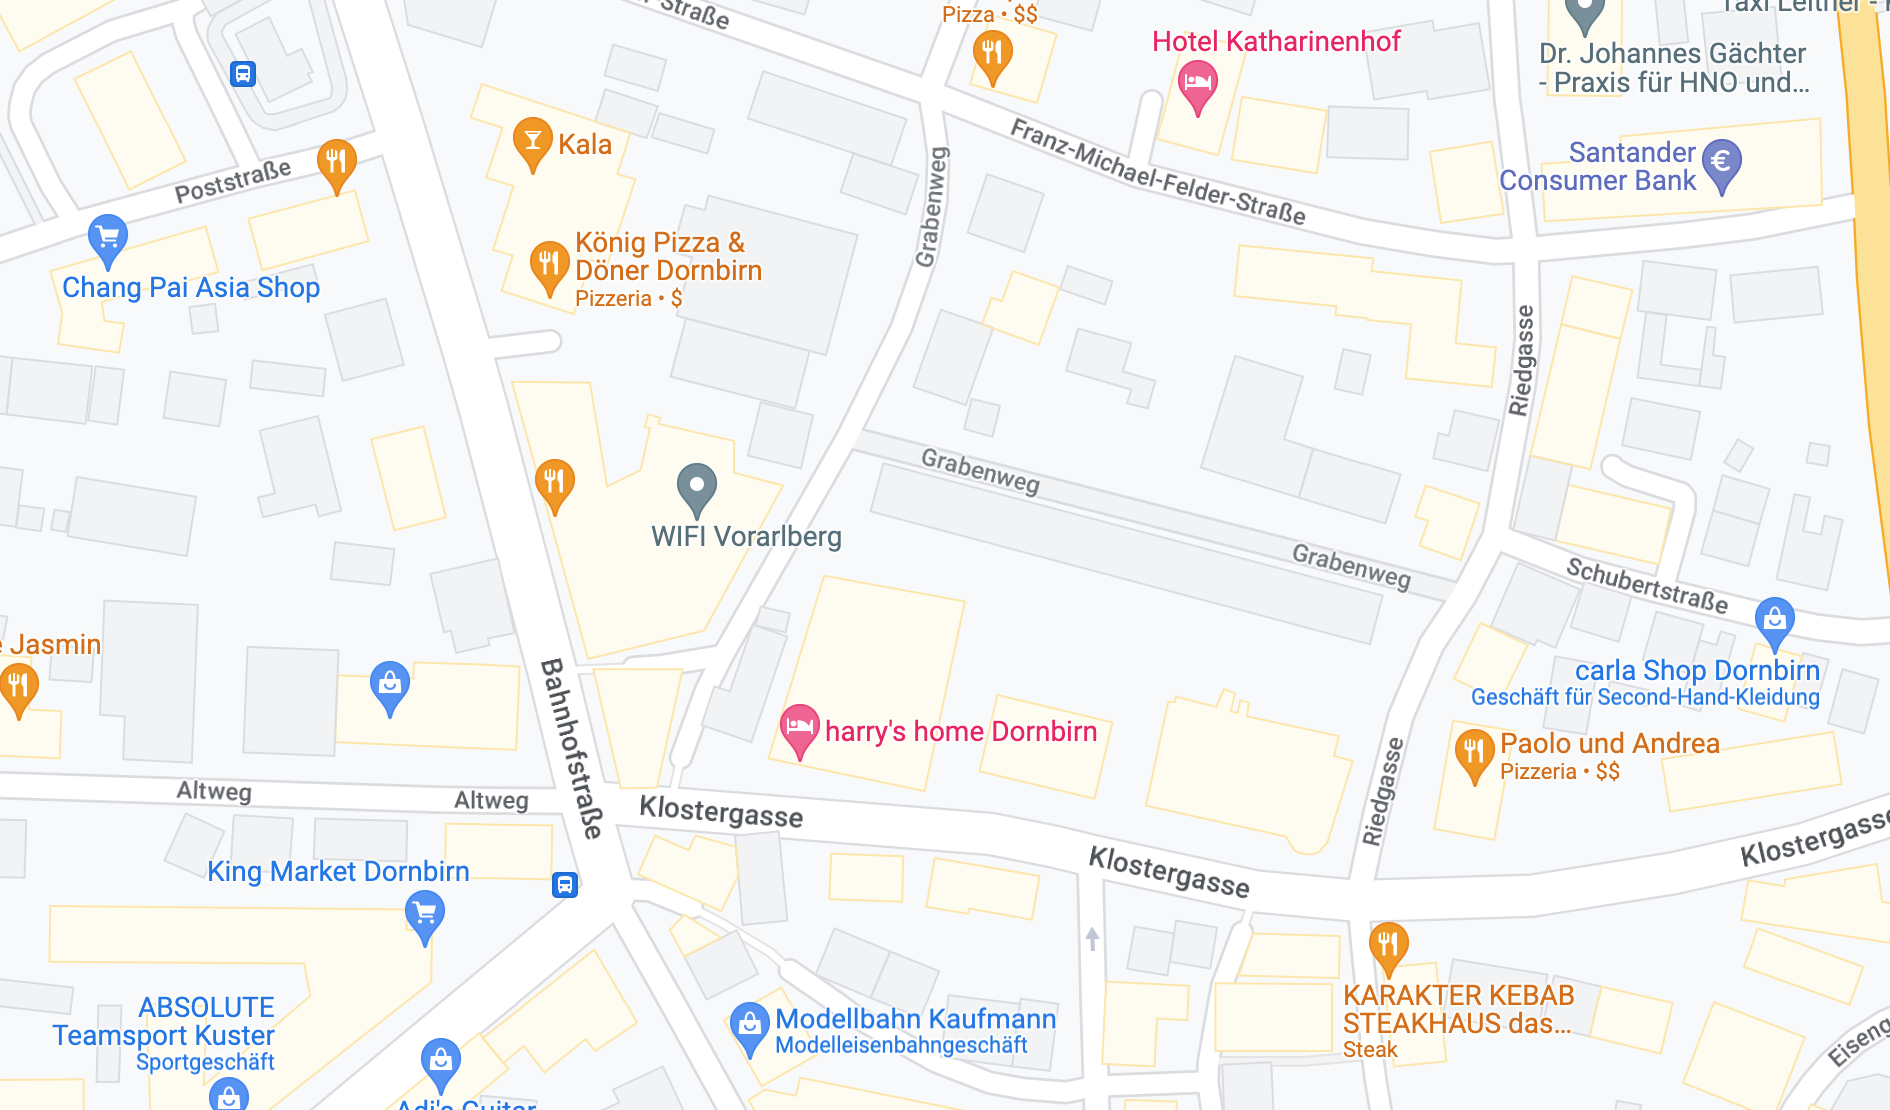 Pizza • $$
Hotel Katharinenhof
Dr. Johannes Gächter
- Praxis für HNO und...
Kala
Franz-Michael-Felder-Straße
Santander
Consumer Bank
€
Poststraße
Grabenweg
König Pizza &
Döner Dornbirn
Pizzeria • $
Chang Pai Asia Shop
Riedgasse
Grabenweg
WIFI Vorarlberg
Grabenweg
Schubertstraße
Jasmin
Bahnhofstraße
carla Shop Dornbirn
Geschäft für Second-Hand-Kleidung
harry's home Dornbirn
Paolo und Andrea
Pizzeria • $$
Riedgasse
Altweg
Altweg
Klostergasse
Klostergasse
Klostergasse
King Market Dornbirn
ABSOLUTE
Teamsport Kuster
Sportgeschäft
Modellbahn Kaufmann
Modelleisenbahngeschäft
KARAKTER KEBAB
STEAKHAUS das...
Steak
Eiseng